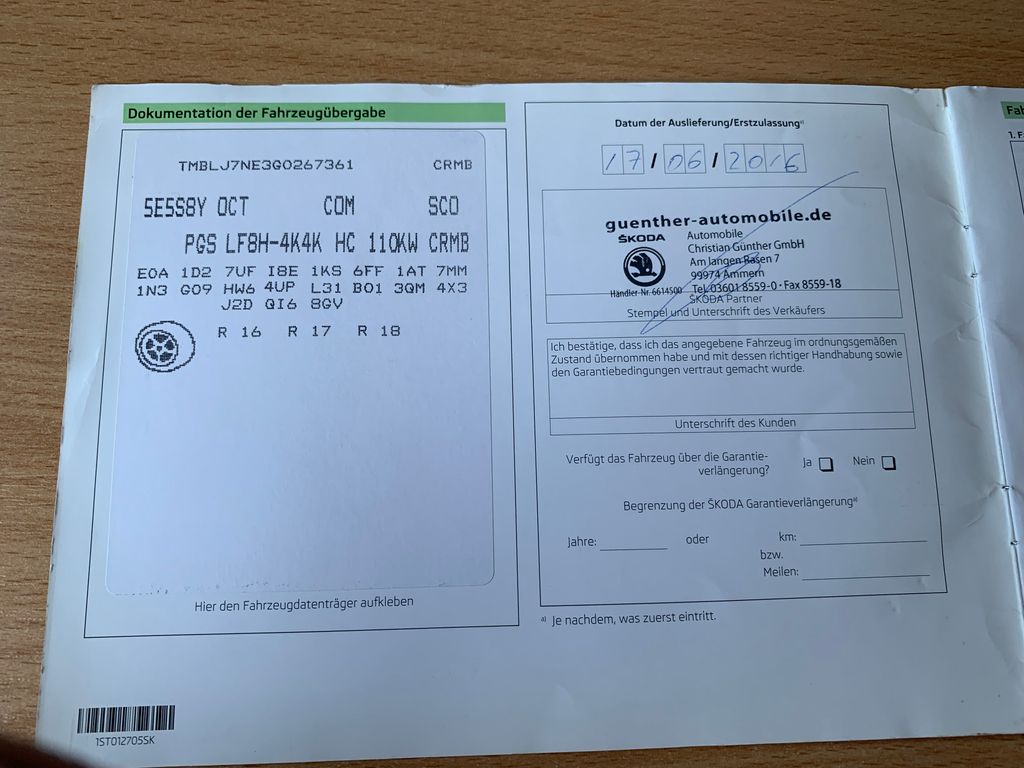 Dokumentation der Fahrzeugübergabe
TMBLJ7NE3G0267361 CRMB
5E5S8Y OCT COM SCO
PGS LF8H-4K4K HC 110KW CRMB
E0A 1D2 7UF I8E 1KS 6FF 1AT 7MM
1N3 G09 HW6 4UP L31 B01 3QM 4X3
J2D QI6 8GV
R 16 R 17 R 18
Hier den Fahrzeugdatenträger aufkleben
1ST012705SK
Datum der Auslieferung/Erstzulassung a)
17/06/2016
guenther-automobile.de
ŠKODA
Automobile
Christian Günther GmbH
Am langen Rasen 7
99974 Ammern
Händler-Nr. 6614500 Tel. 03601 8559-0 · Fax 8559-18
ŠKODA Partner
Stempel und Unterschrift des Verkäufers
Ich bestätige, dass ich das angegebene Fahrzeug im ordnungsgemäßen
Zustand übernommen habe und mit dessen richtiger Handhabung sowie
den Garantiebedingungen vertraut gemacht wurde.
Unterschrift des Kunden
Verfügt das Fahrzeug über die Garantie-
verlängerung? Ja Nein
Begrenzung der ŠKODA Garantieverlängerung a)
Jahre: oder km:
bzw.
Meilen:
a) Je nachdem, was zuerst eintritt.
Fab
1. F